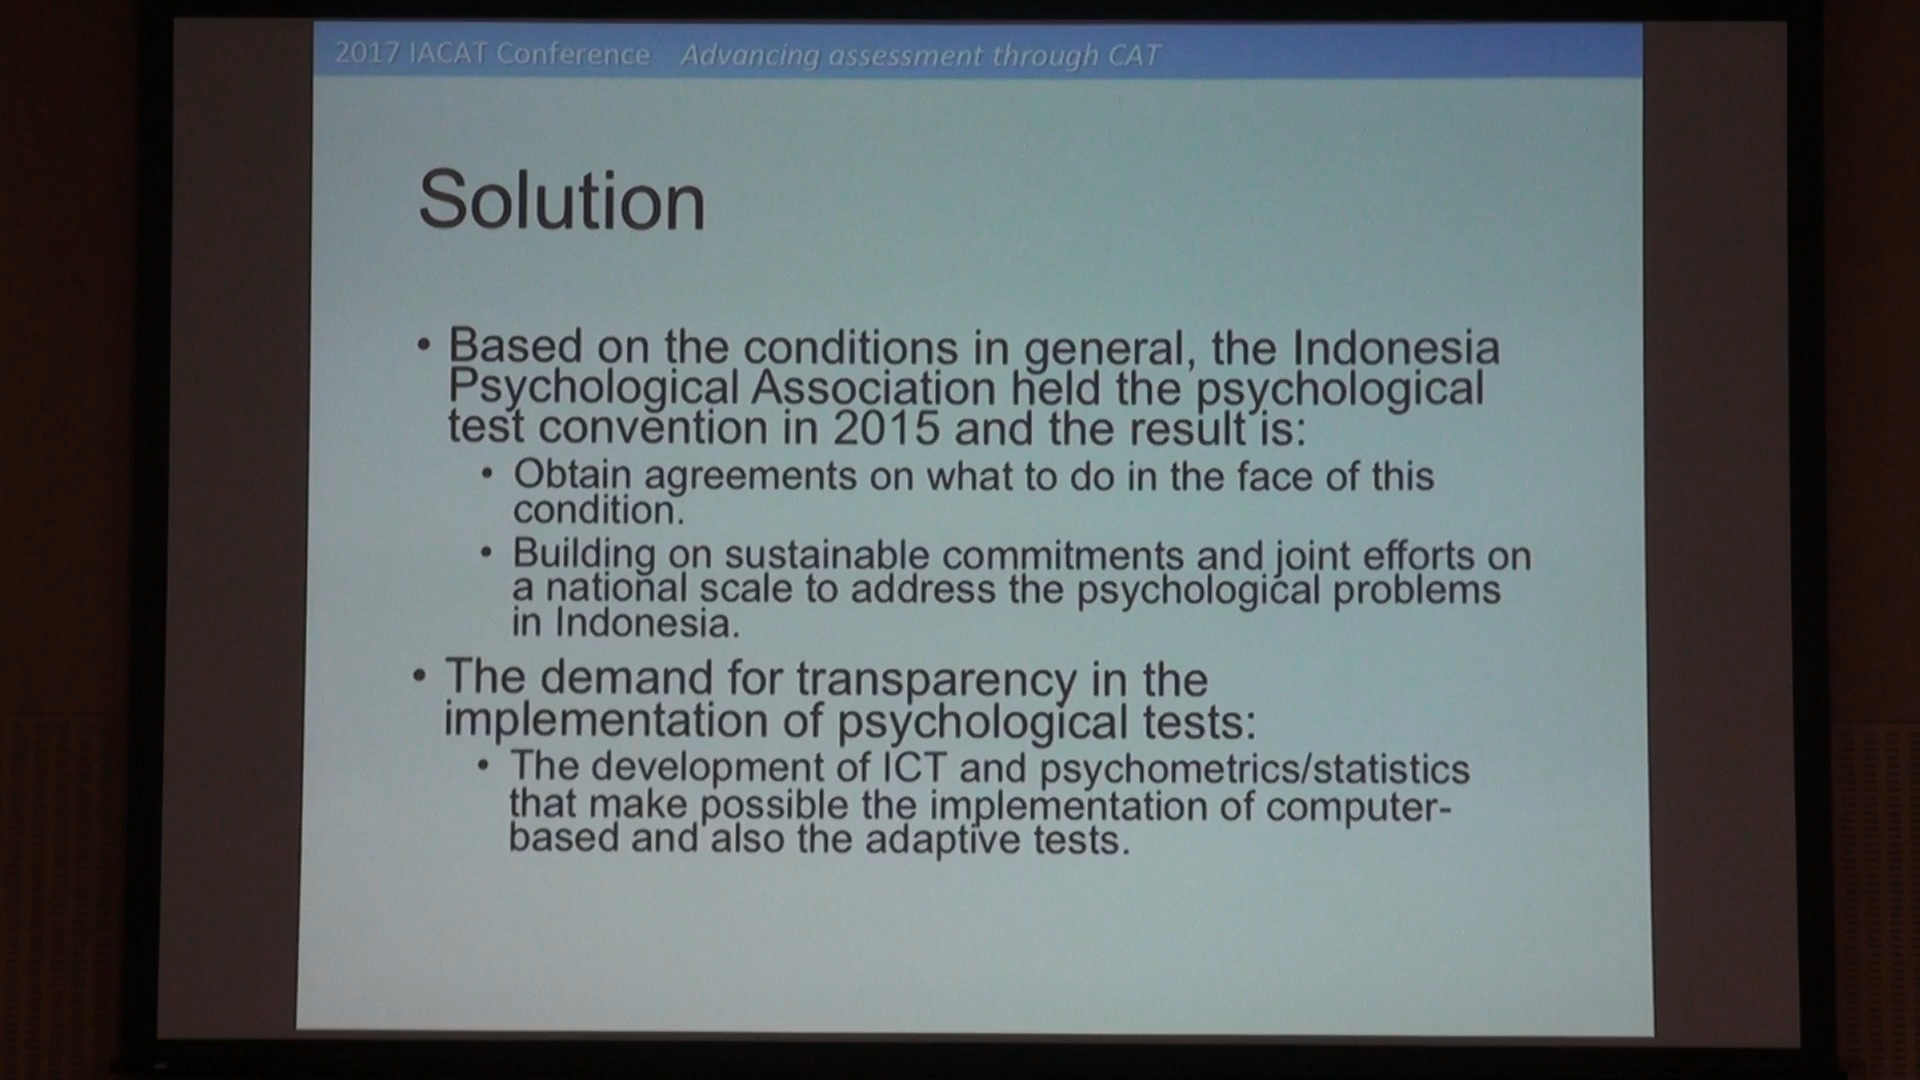 2017 IACAT Conference Advancing assessment through CAT
Solution
• Based on the conditions in general, the Indonesia
Psychological Association held the psychological
test convention in 2015 and the result is:
• Obtain agreements on what to do in the face of this
condition.
• Building on sustainable commitments and joint efforts on
a national scale to address the psychological problems
in Indonesia.
• The demand for transparency in the
implementation of psychological tests:
• The development of ICT and psychometrics/statistics
that make possible the implementation of computer-
based and also the adaptive tests.